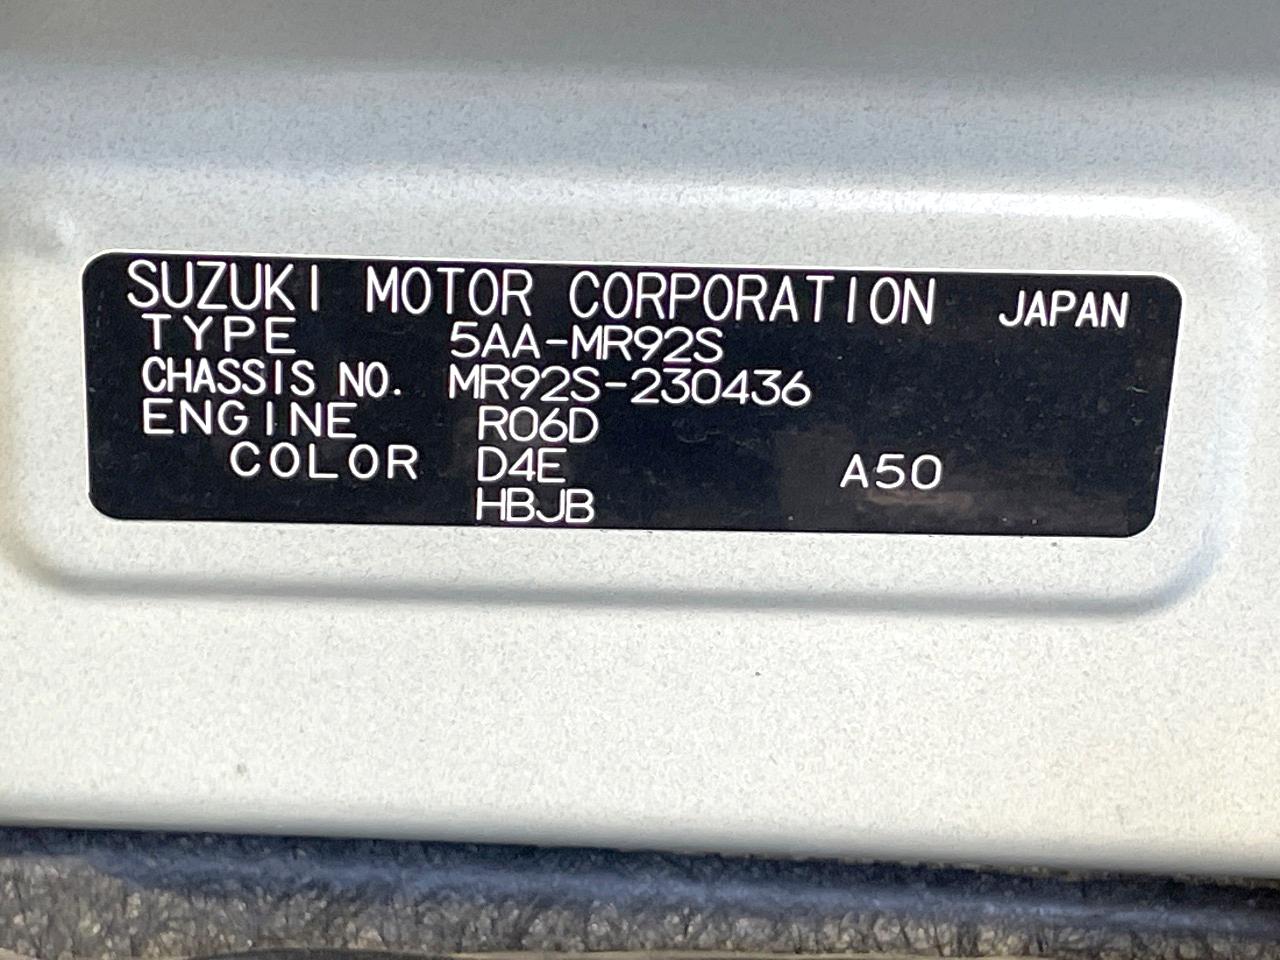 SUZUKI MOTOR CORPORATION JAPAN
TYPE 5AA-MR92S
CHASSIS NO. MR92S-230436
ENGINE R06D
COLOR D4E A50
HBJB